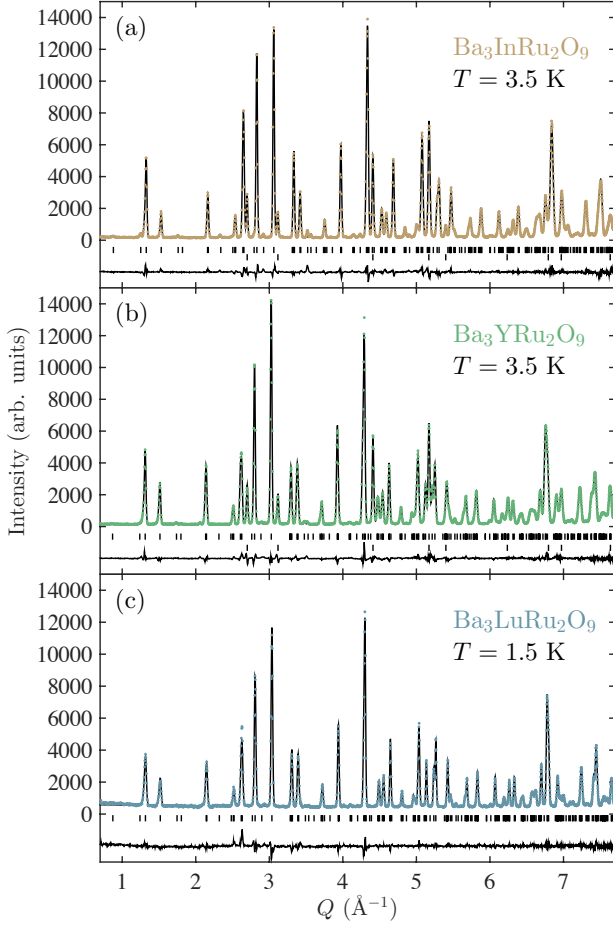 (a)
Ba₃InRu₂O₉
T = 3.5 K
14000
12000
10000
8000
6000
4000
2000
0
(b)
Ba₃YRu₂O₉
T = 3.5 K
14000
12000
10000
8000
6000
4000
2000
0
Intensity (arb. units)
(c)
Ba₃LuRu₂O₉
T = 1.5 K
14000
12000
10000
8000
6000
4000
2000
0
1 2 3 4 5 6 7
Q (Å⁻¹)